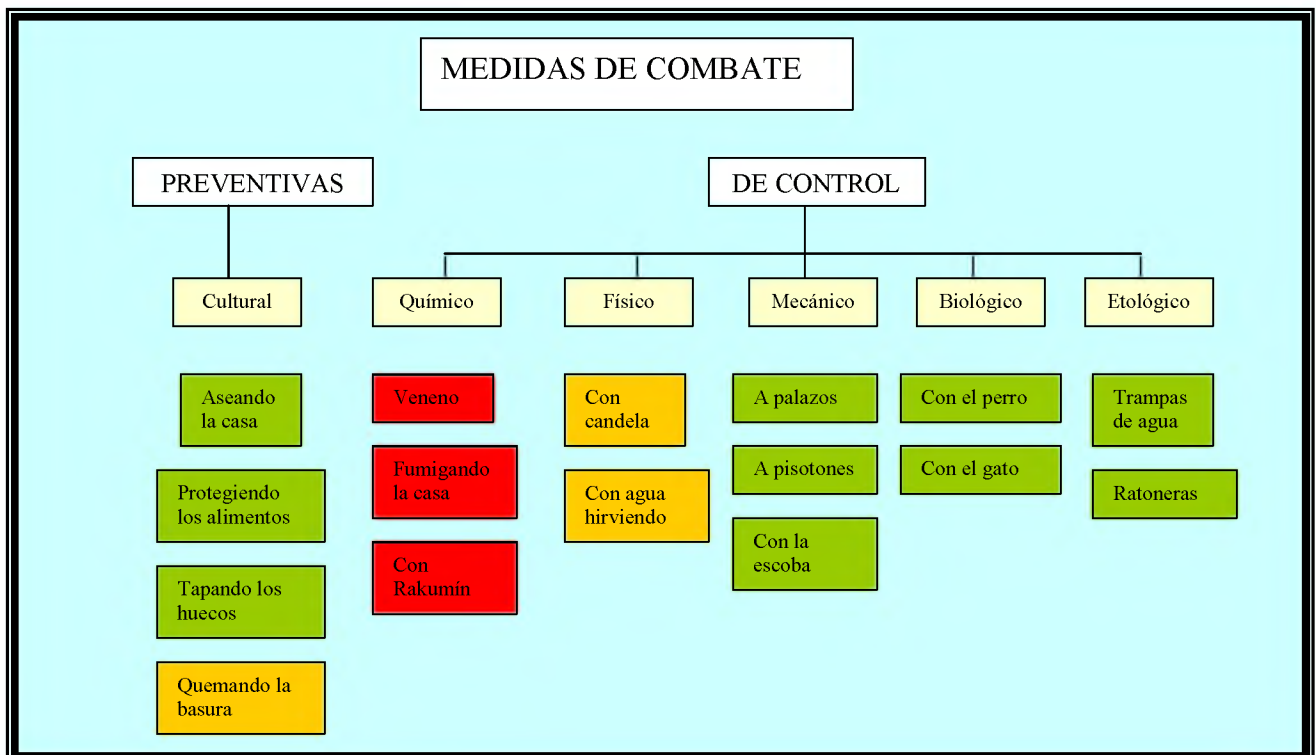 MEDIDAS DE COMBATE
PREVENTIVAS
DE CONTROL
Cultural
Químico
Físico
Mecánico
Biológico
Etológico
Aseando
la casa
Protegiendo
los alimentos
Tapando los
huecos
Quemando la
basura
Veneno
Fumigando
la casa
Con
Rakumín
Con
candela
Con agua
hirviendo
A palazos
A pisotones
Con la
escoba
Con el perro
Con el gato
Trampas
de agua
Ratoneras